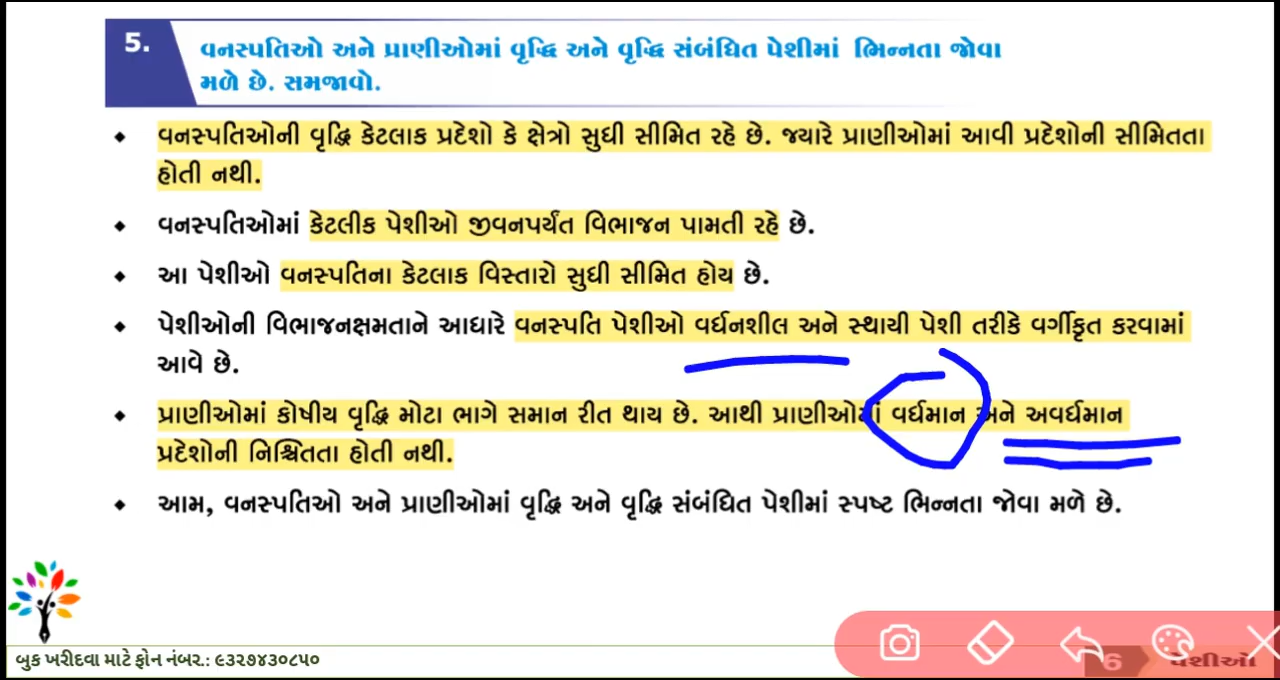 5.
વનસ્પતિઓ અને પ્રાણીઓમાં વૃદ્ધિ અને વૃદ્ધિ સંબંધિત પેશીમાં ભિન્નતા જોવા
મળે છે. સમજાવો.
વનસ્પતિઓની વૃદ્ધિ કેટલાક પ્રદેશો કે ક્ષેત્રો સુધી સીમિત રહે છે. જ્યારે પ્રાણીઓમાં આવી પ્રદેશોની સીમિતતા
હોતી નથી.
વનસ્પતિઓમાં કેટલીક પેશીઓ જીવનપર્યંત વિભાજન પામતી રહે છે.
આ પેશીઓ વનસ્પતિના કેટલાક વિસ્તારો સુધી સીમિત હોય છે.
પેશીઓની વિભાજનક્ષમતાને આધારે વનસ્પતિ પેશીઓ વર્ધનશીલ અને સ્થાયી પેશી તરીકે વર્ગીકૃત કરવામાં
આવે છે.
પ્રાણીઓમાં કોષીય વૃદ્ધિ મોટા ભાગે સમાન રીત થાય છે. આથી પ્રાણીઓમાં વર્ધમાન અને અવર્ધમાન
પ્રદેશોની નિશ્ચિતતા હોતી નથી.
આમ, વનસ્પતિઓ અને પ્રાણીઓમાં વૃદ્ધિ અને વૃદ્ધિ સંબંધિત પેશીમાં સ્પષ્ટ ભિન્નતા જોવા મળે છે.
બુક ખરીદવા માટે ફોન નંબર.: ૯૩૨૭૪૩૦૮૫૦
6 પેશીઓ